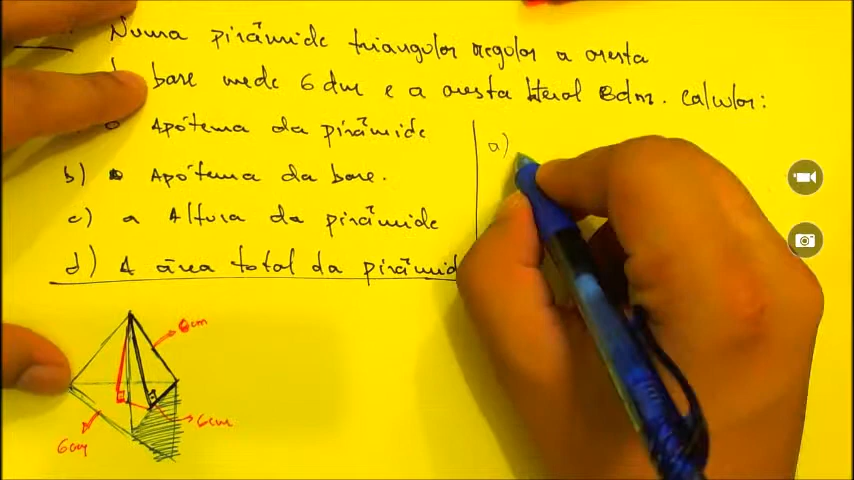 Numa pirâmide triangular regular a aresta
base mede 6 dm e a aresta lateral 8dm. Calcular:
Apótema da pirâmide
b) o Apótema da base.
c) a Altura da pirâmide
d) A área total da pirâmid
a)
cm
6cm
6cm